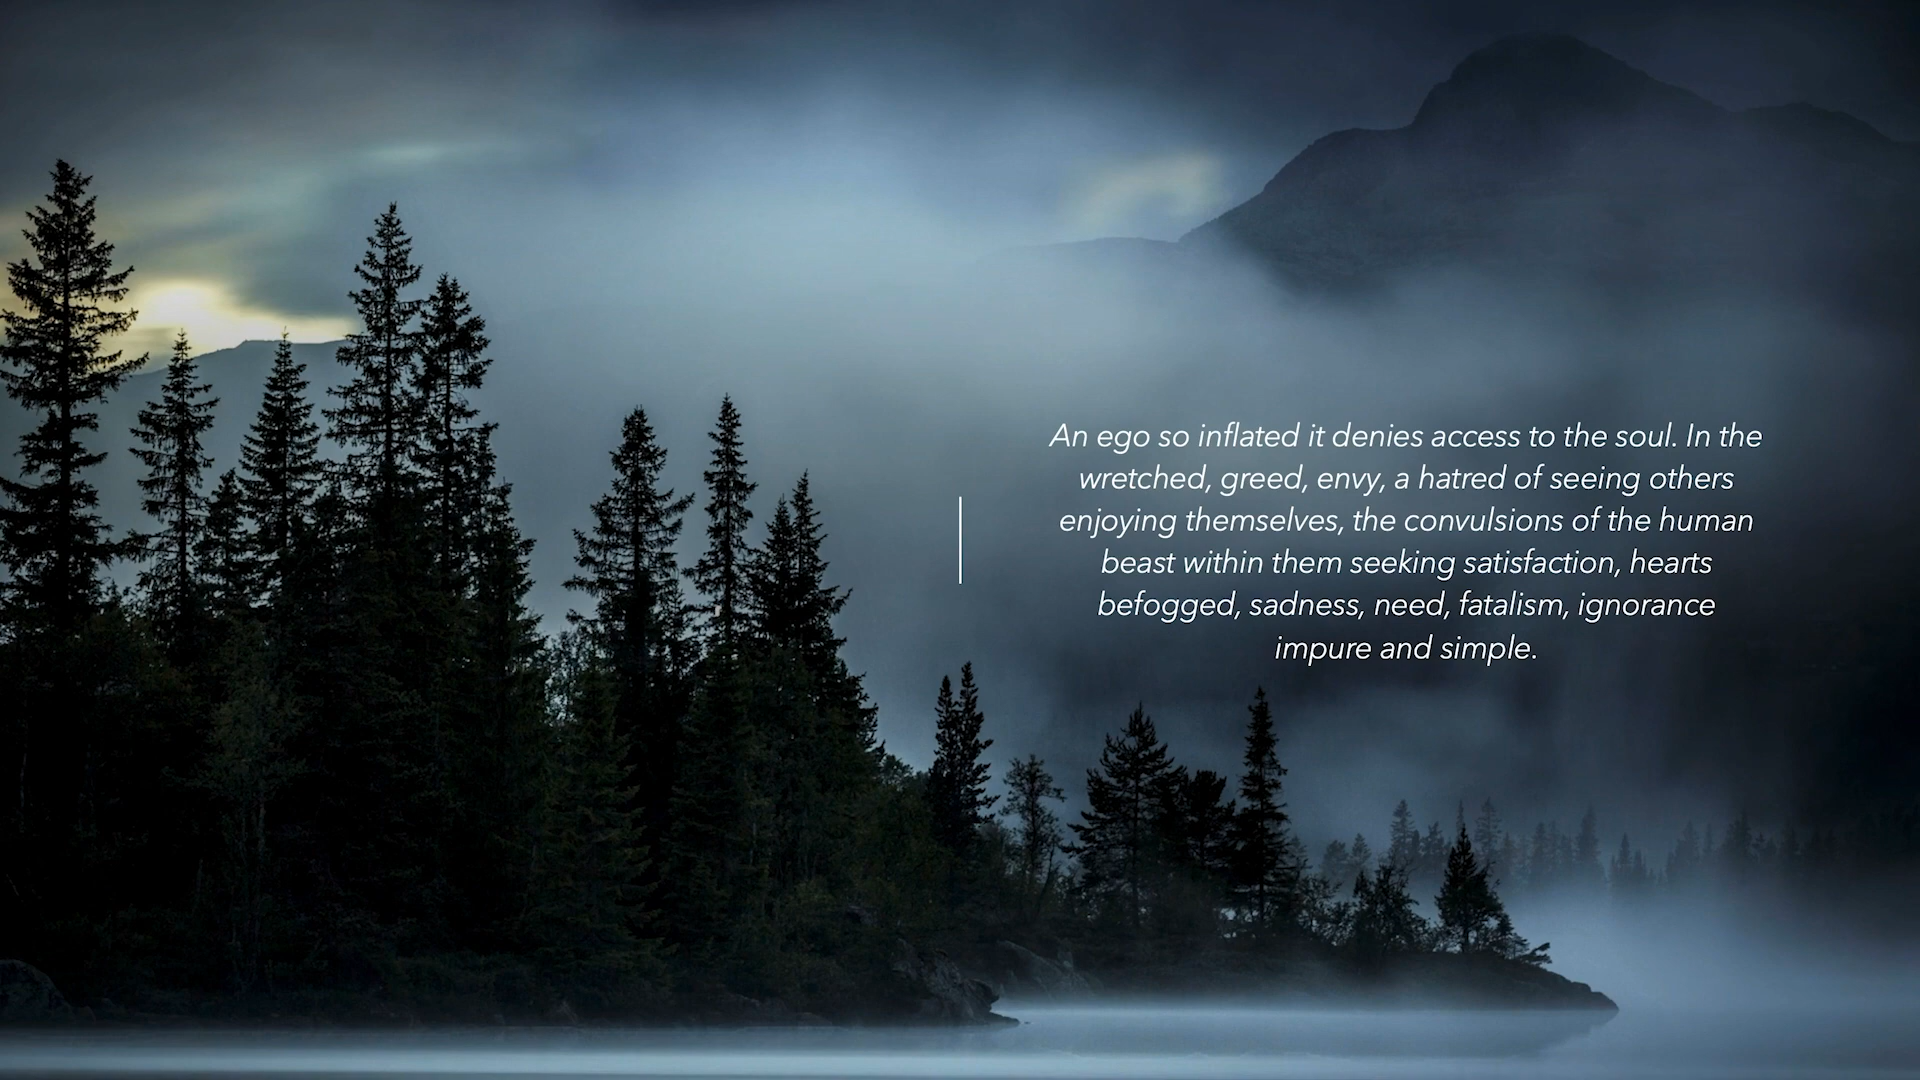 An ego so inflated it denies access to the soul. In the
wretched, greed, envy, a hatred of seeing others
enjoying themselves, the convulsions of the human
beast within them seeking satisfaction, hearts
befogged, sadness, need, fatalism, ignorance
impure and simple.